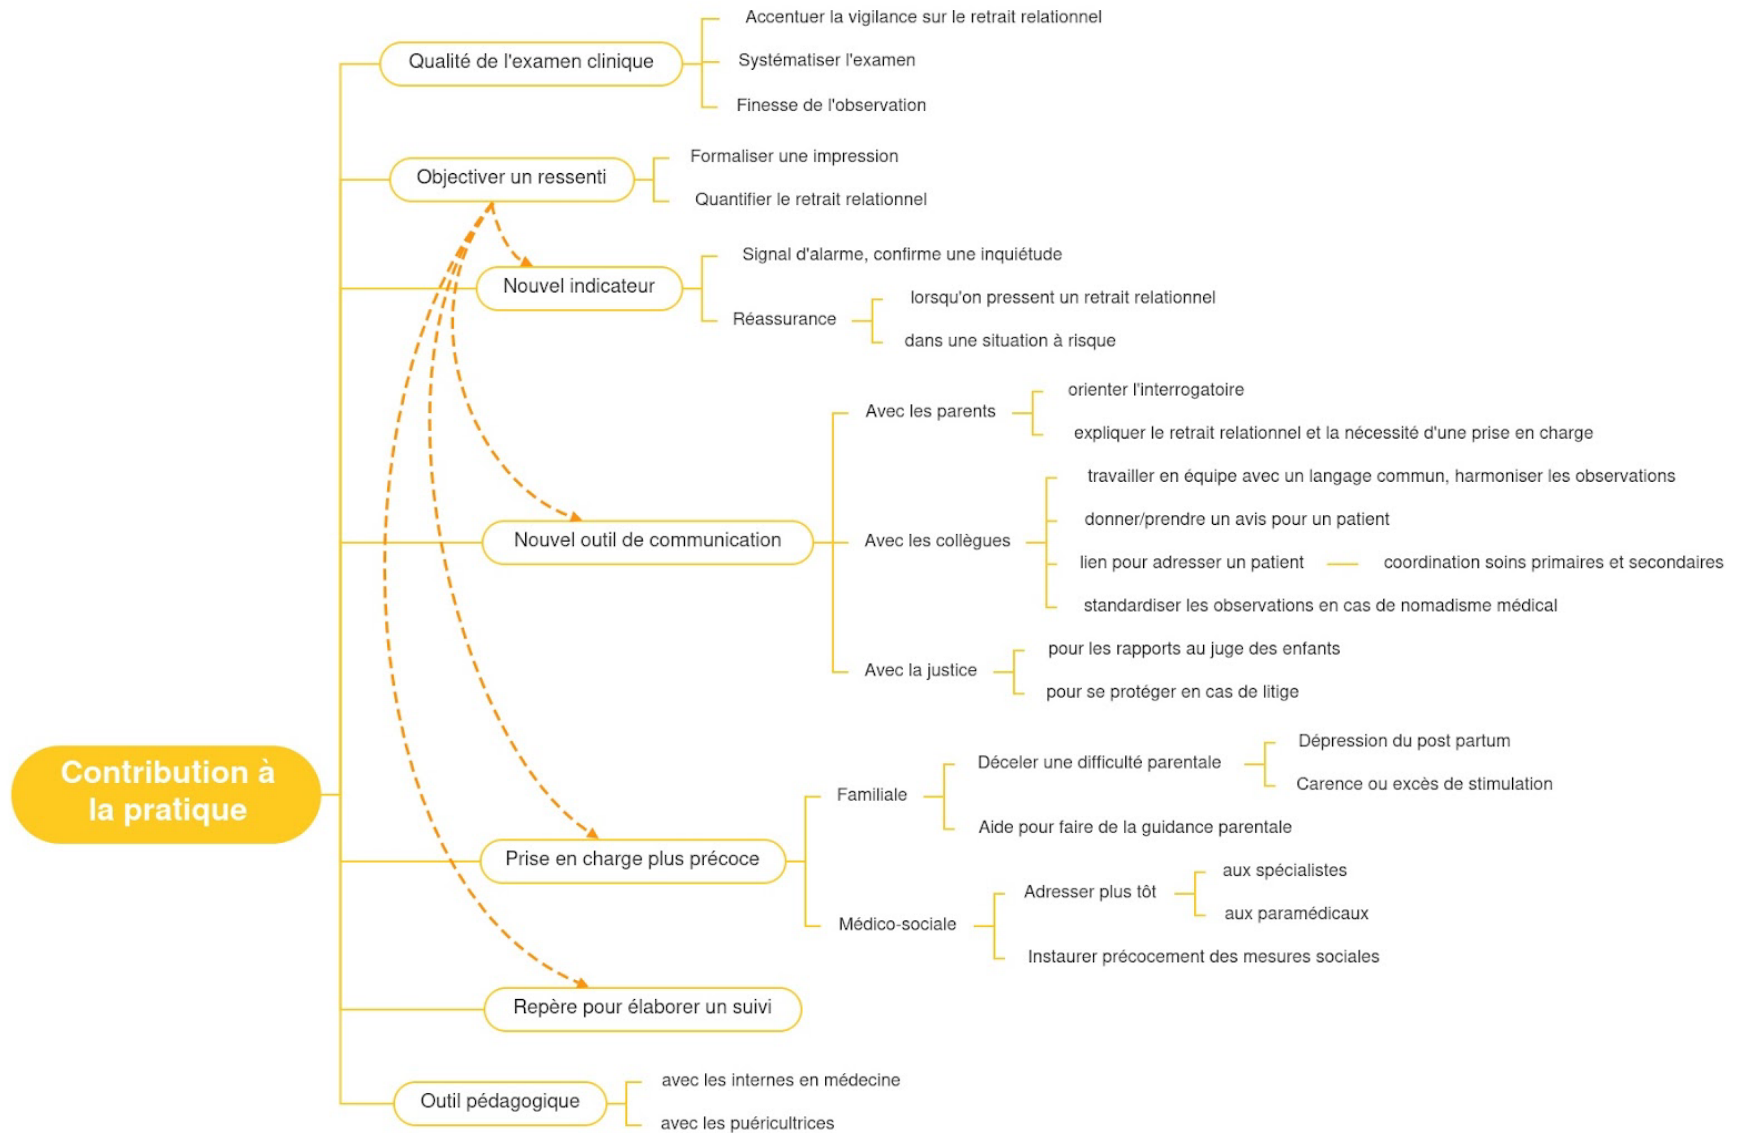 Accentuer la vigilance sur le retrait relationnel
Qualité de l'examen clinique
Systématiser l'examen
Finesse de l'observation
Formaliser une impression
Objectiver un ressenti
Quantifier le retrait relationnel
Signal d'alarme, confirme une inquiétude
Nouvel indicateur
lorsqu'on pressent un retrait relationnel
Réassurance
dans une situation à risque
orienter l'interrogatoire
Avec les parents
expliquer le retrait relationnel et la nécessité d'une prise en charge
travailler en équipe avec un langage commun, harmoniser les observations
donner/prendre un avis pour un patient
Nouvel outil de communication
Avec les collègues
lien pour adresser un patient
coordination soins primaires et secondaires
standardiser les observations en cas de nomadisme médical
pour les rapports au juge des enfants
Avec la justice
pour se protéger en cas de litige
Contribution à
la pratique
Dépression du post partum
Déceler une difficulté parentale
Carence ou excès de stimulation
Familiale
Aide pour faire de la guidance parentale
Prise en charge plus précoce
aux spécialistes
Adresser plus tôt
aux paramédicaux
Médico-sociale
Instaurer précocement des mesures sociales
Repère pour élaborer un suivi
avec les internes en médecine
Outil pédagogique
avec les puéricultrices